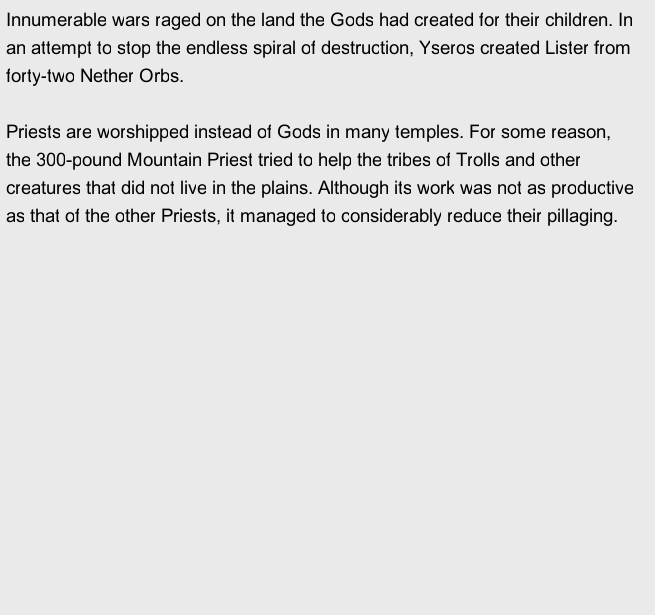 Innumerable wars raged on the land the Gods had created for their children. In
an attempt to stop the endless spiral of destruction, Yseros created Lister from
forty-two Nether Orbs.

Priests are worshipped instead of Gods in many temples. For some reason,
the 300-pound Mountain Priest tried to help the tribes of Trolls and other
creatures that did not live in the plains. Although its work was not as productive
as that of the other Priests, it managed to considerably reduce their pillaging.